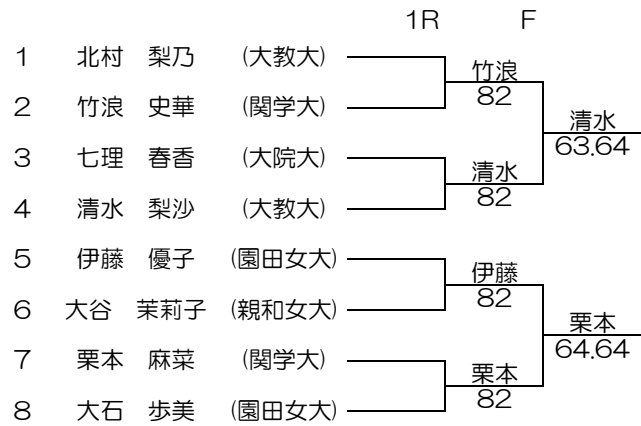 1R F
1 北村 梨乃 (大教大)
竹浪
82
2 竹浪 史華 (関学大)
清水
63.64
3 七理 春香 (大院大)
清水
82
4 清水 梨沙 (大教大)
5 伊藤 優子 (園田女大)
伊藤
82
6 大谷 茉莉子 (親和女大)
栗本
64.64
7 栗本 麻菜 (関学大)
栗本
82
8 大石 歩美 (園田女大)